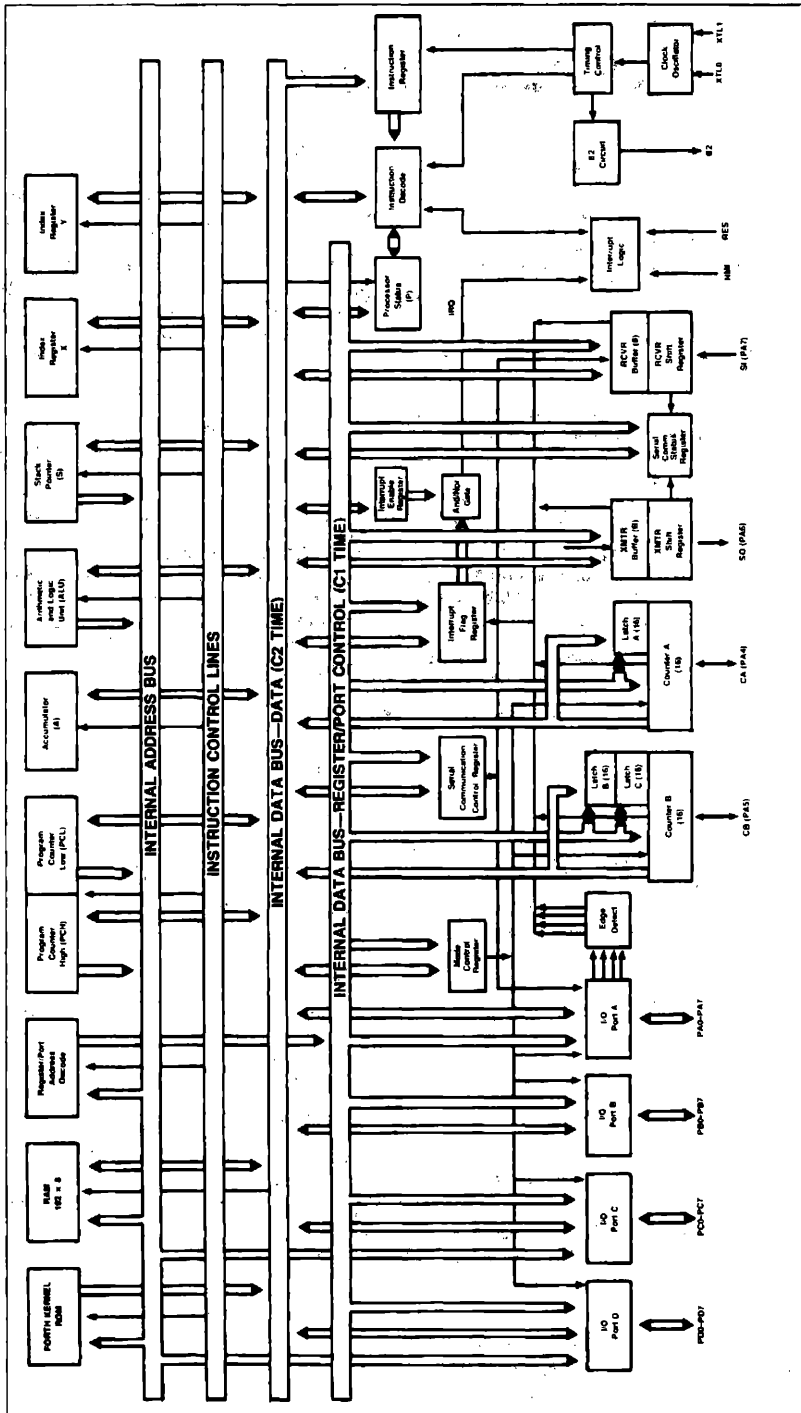 FORTH KERNEL
ROM
RAM
192 × 8
Register/Port
Address
Decode
Program
Counter
High (PCH)
Program
Counter
Low (PCL)
Accumulator
(A)
Arithmetic
and Logic
Unit (ALU)
Stack
Pointer
(S)
Index
Register
X
Index
Register
Y
INTERNAL ADDRESS BUS
INSTRUCTION CONTROL LINES
INTERNAL DATA BUS—DATA (C2 TIME)
INTERNAL DATA BUS—REGISTER/PORT CONTROL (C1 TIME)
Processor
Status
(P)
Instruction
Decode
Instruction
Register
Mode
Control
Register
Serial
Communication
Control Register
Interrupt
Flag
Register
Interrupt
Enable
Register
And/Nor
Gate
IRQ
Interrupt
Logic
Timing
Control
Clock
Oscillator
Circuit
I/O
Port D
I/O
Port C
I/O
Port B
I/O
Port A
Edge
Detect
Latch
B (16)
Latch
C (16)
Counter B
(16)
Latch
A (16)
Counter A
(16)
XMTR
Buffer (8)
XMTR
Shift
Register
Serial
Comm
Status
Register
RCVR
Buffer (8)
RCVR
Shift
Register
PD0-PD7
PC0-PC7
PB0-PB7
PA0-PA7
CB (PA5)
CA (PA4)
SO (PA6)
SI (PA7)
NMI
RES
XTL0
XTL1